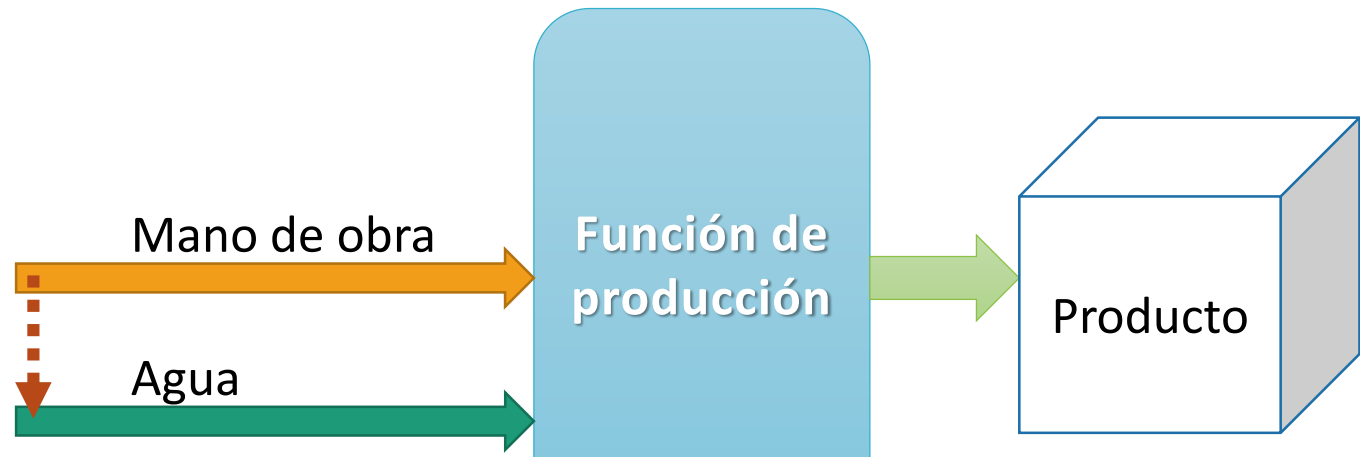 Mano de obra
Función de
producción
Producto
Agua